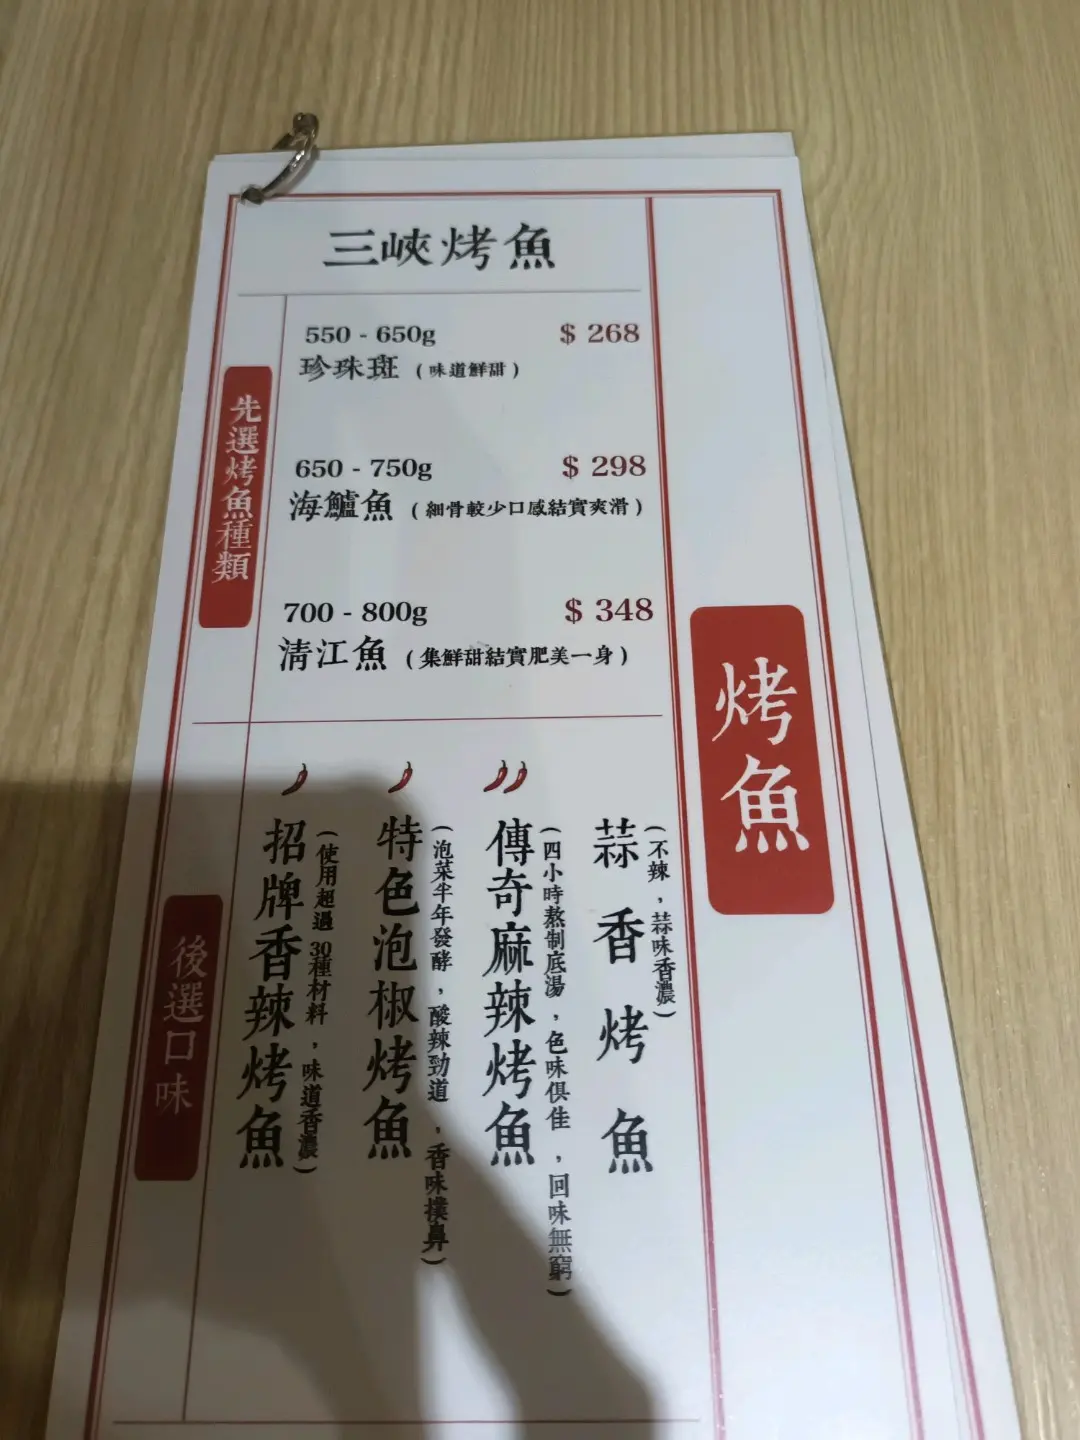 三峽烤魚
先選烤魚種類
550 - 650g $ 268
珍珠斑 (味道鮮甜)
650 - 750g $ 298
海鱸魚 (細骨較少口感結實爽滑)
700 - 800g $ 348
清江魚 (集鮮甜結實肥美一身)
烤魚
後選口味
蒜香烤魚
(不辣，蒜味香濃)
傳奇麻辣烤魚
(四小時熬制底湯，色味俱佳，回味無窮)
特色泡椒烤魚
(泡菜半年發酵，酸辣勁道，香味撲鼻)
招牌香辣烤魚
(使用超過30種材料，味道香濃)